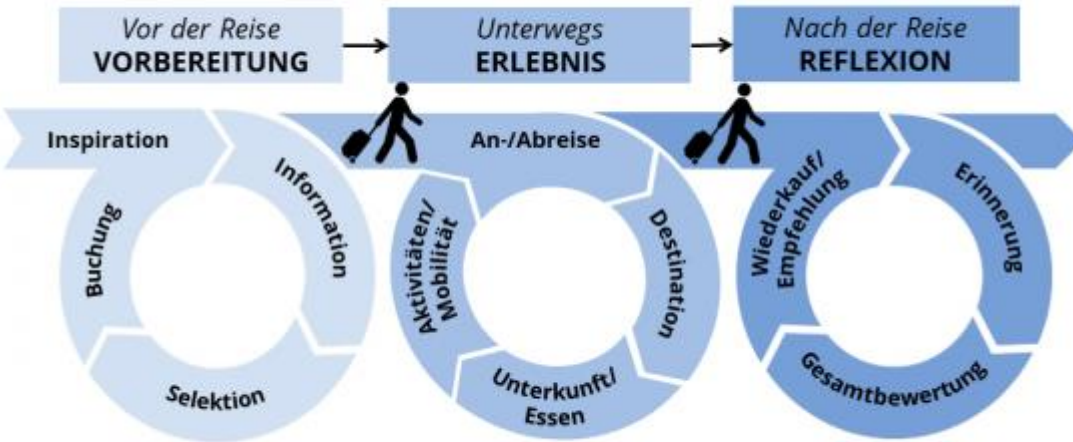 Vor der Reise
VORBEREITUNG
Unterwegs
ERLEBNIS
Nach der Reise
REFLEXION
Inspiration
Information
Selektion
Buchung
An-/Abreise
Destination
Unterkunft/
Essen
Aktivitäten/
Mobilität
Erinnerung
Gesamtbewertung
Wiederkauf/
Empfehlung